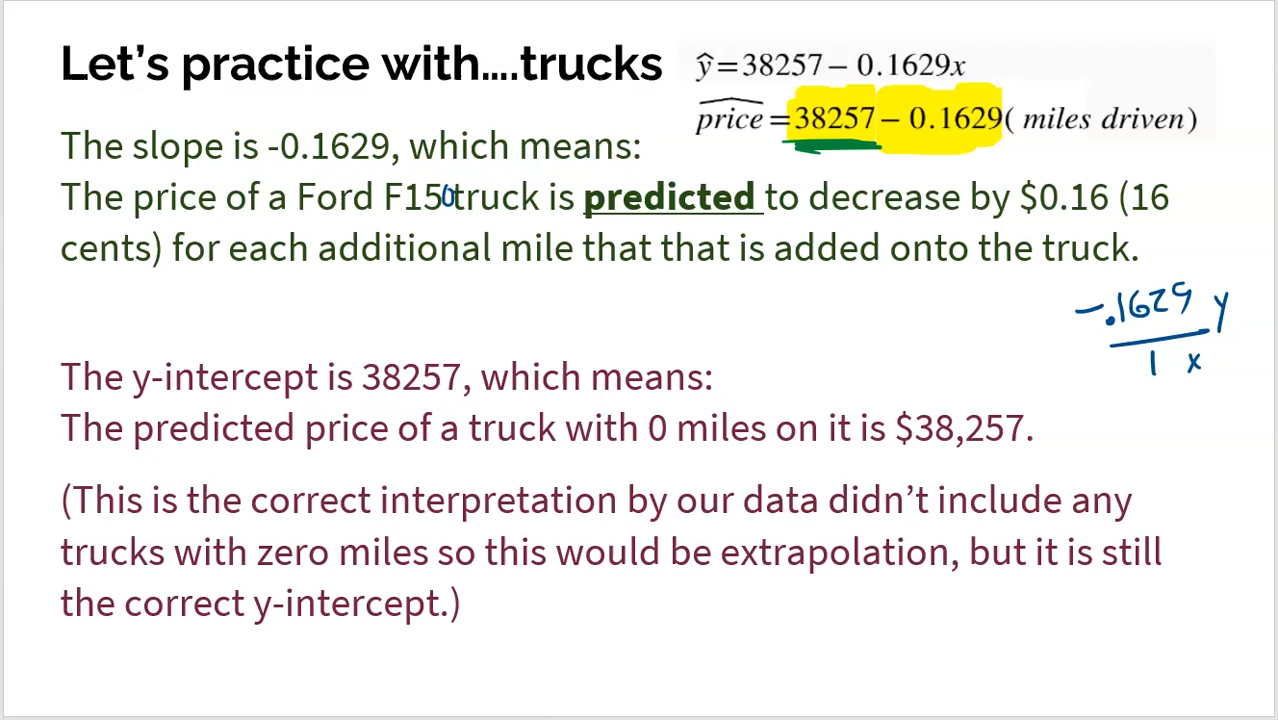 Let’s practice with....trucks
ŷ=38257 – 0.1629x
price =38257 – 0.1629( miles driven)
The slope is -0.1629, which means:
The price of a Ford F150 truck is predicted to decrease by $0.16 (16
cents) for each additional mile that that is added onto the truck.
-.1629 y
1 x
The y-intercept is 38257, which means:
The predicted price of a truck with 0 miles on it is $38,257.
(This is the correct interpretation by our data didn’t include any
trucks with zero miles so this would be extrapolation, but it is still
the correct y-intercept.)